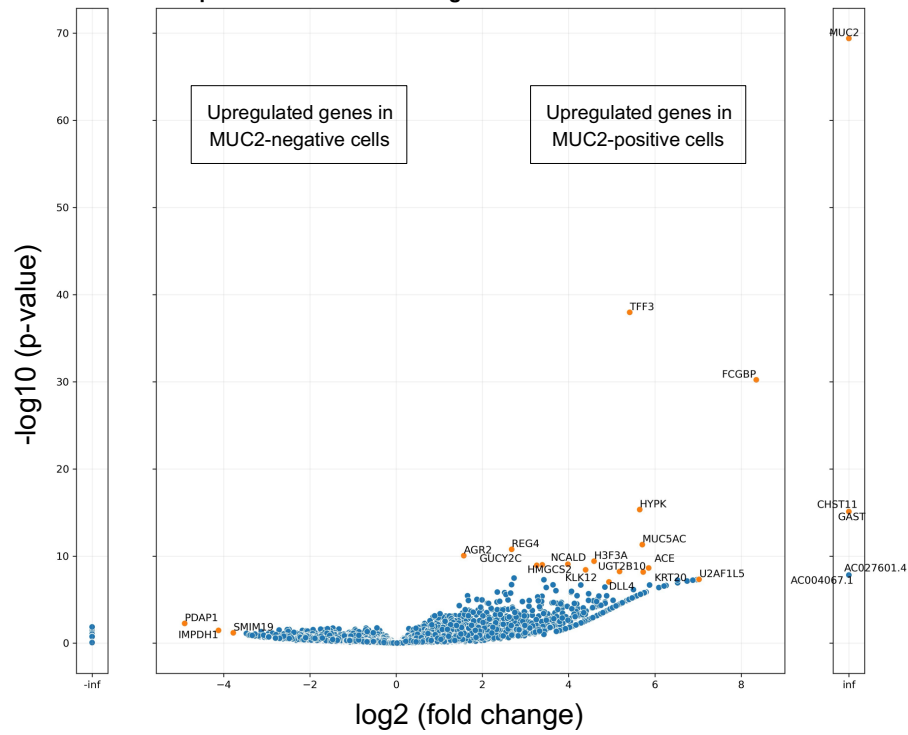 70
60
50
40
30
20
10
0
-log10 (p-value)
Upregulated genes in
MUC2-negative cells
Upregulated genes in
MUC2-positive cells
MUC2
TFF3
FCGBP
HYPK
CHST11
GAST
MUC5AC
REG4
AGR2
GUCY2C
NCALD
H3F3A
ACE
HMGCS2
UGT2B10
KLK12
KRT20
U2AF1L5
DLL4
AC027601.4
AC004067.1
PDAP1
IMPDH1
SMIM19
-inf
−4
−2
0
2
4
6
8
inf
log2 (fold change)